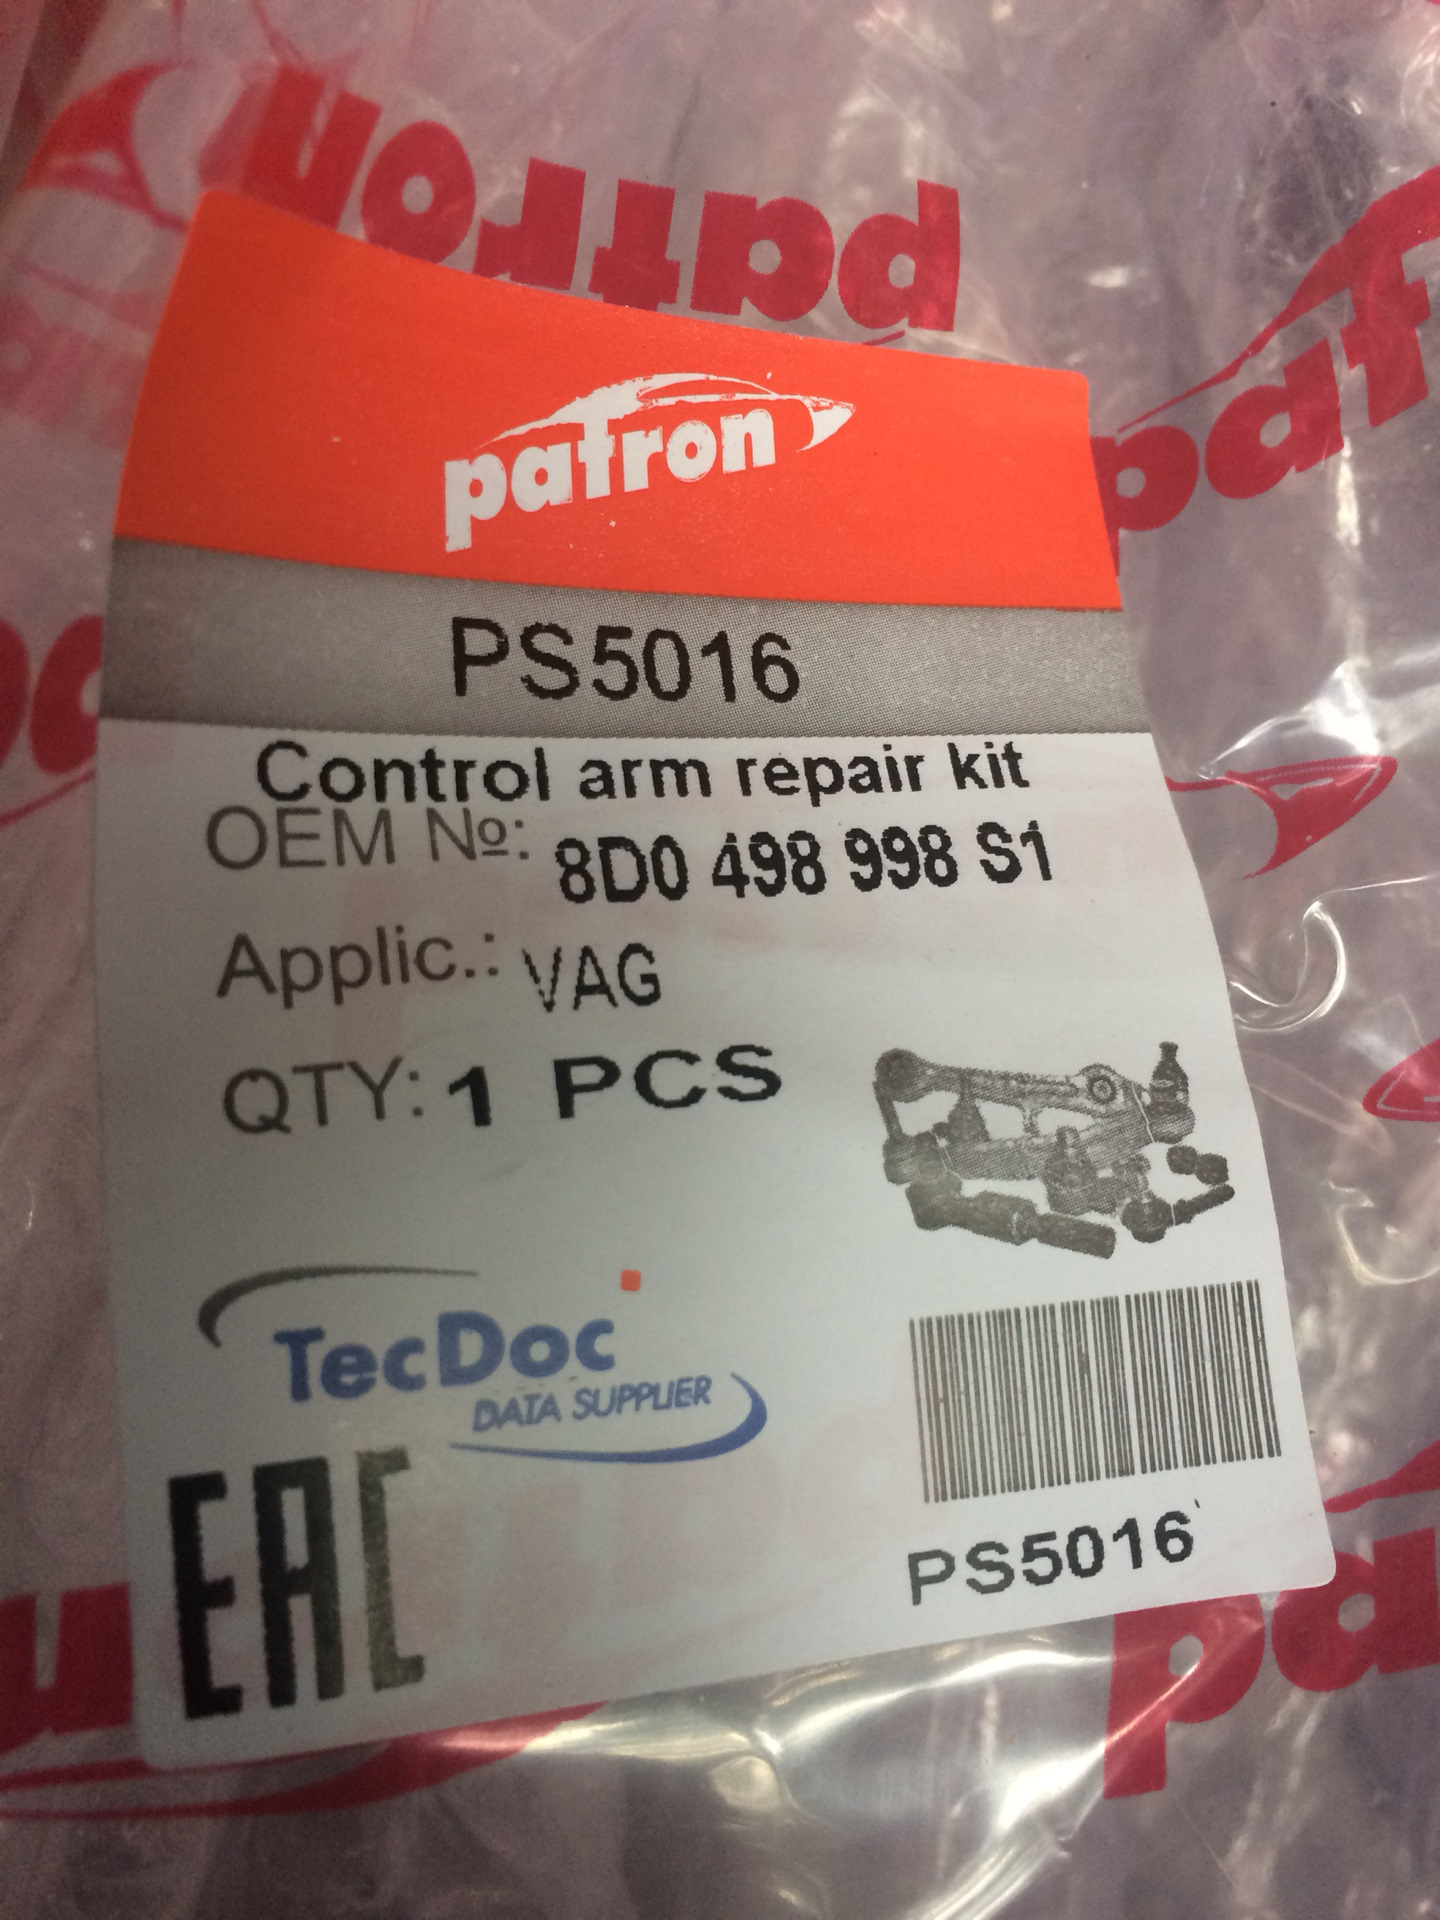 patron
patron
PS5016
Control arm repair kit
OEM №: 8D0 498 998 S1
Applic.: VAG
QTY: 1 PCS
TecDoc
DATA SUPPLIER
EAC
PS5016